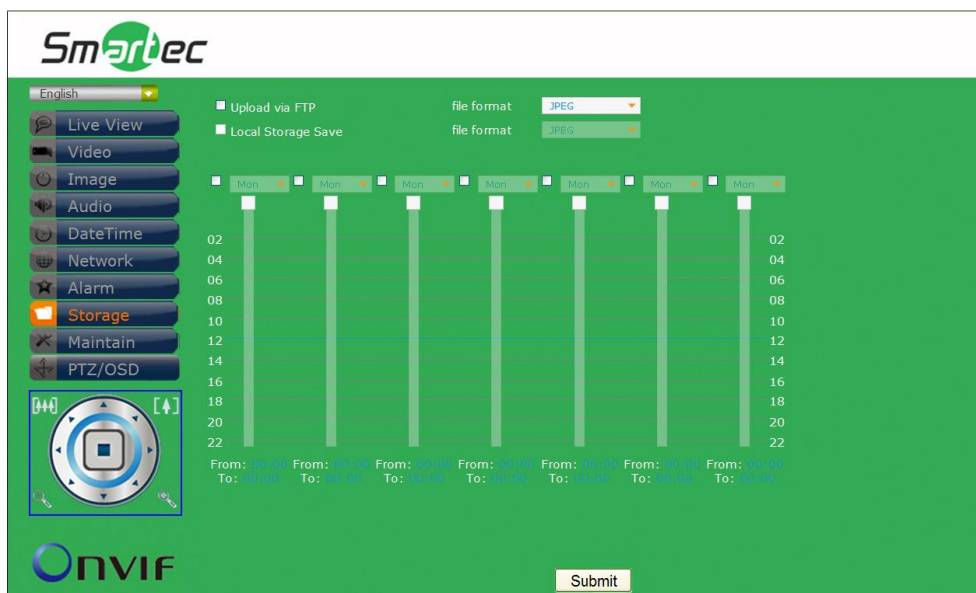 Smartec
English
Upload via FTP file format JPEG
Live View
Local Storage Save file format JPEG
Video
Image
Mon Mon Mon Mon Mon Mon Mon
Audio
DateTime
02 02
Network
04 04
Alarm
06 06
08 08
Storage
10 10
Maintain
12 12
PTZ/OSD
14 14
16 16
18 18
20 20
22 22
From: 00:00 From: 00:00 From: 00:00 From: 00:00 From: 00:00 From: 00:00 From: 00:00
To: 00:00 To: 00:00 To: 00:00 To: 00:00 To: 00:00 To: 00:00 To: 00:00
Onvif
Submit